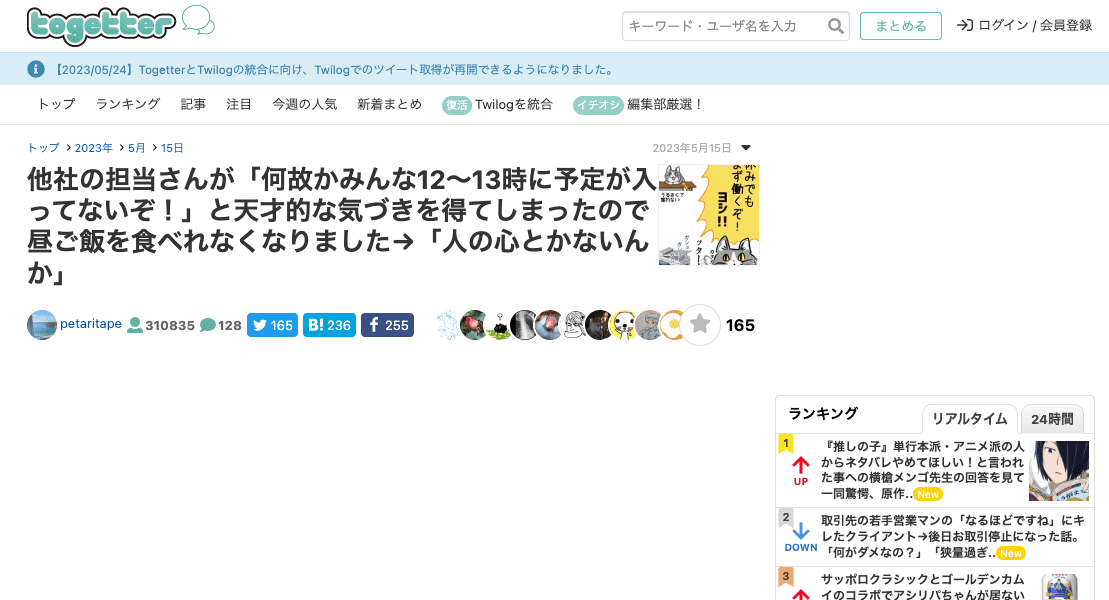 togetter
キーワード・ユーザ名を入力
まとめる
ログイン / 会員登録
【2023/05/24】TogetterとTwilogの統合に向け、Twilogでのツイート取得が再開できるようになりました。
トップ ランキング 記事 注目 今週の人気 新着まとめ 復活 Twilogを統合 イチオシ 編集部厳選！
トップ 2023年 5月 15日
2023年5月15日
他社の担当さんが「何故かみんな12〜13時に予定が入
ってないぞ！」と天才的な気づきを得てしまったので
昼ご飯を食べれなくなりました→「人の心とかないん
か」
休みでも
まず働くぞ！
ヨシ!!
petaritape 310835 128 165 B! 236 255
165
ランキング
リアルタイム
24時間
1
UP
『推しの子』単行本派・アニメ派の人
からネタバレやめてほしい！と言われ
た事への横槍メンゴ先生の回答を見て
一同驚愕、原作.. New
2
DOWN
取引先の若手営業マンの「なるほどですね」にキ
レたクライアント→後日お取引停止になった話。
「何がダメなの？」「狭量過ぎ.. New
3
サッポロクラシックとゴールデンカム
イのコラボでアシリパちゃんが居ない